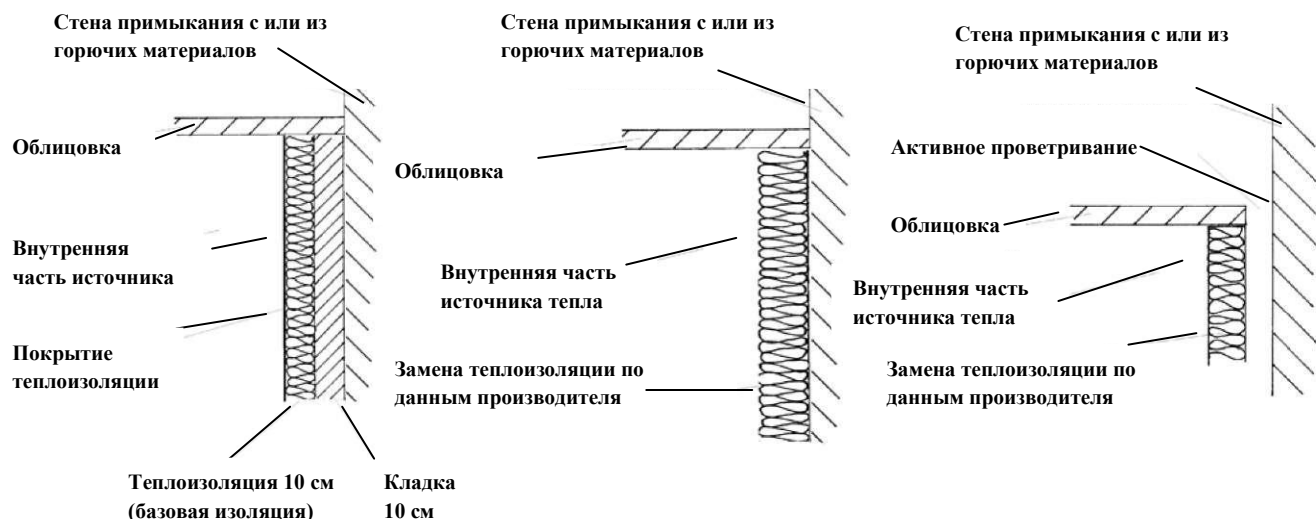 Стена примыкания с или из
горючих материалов
Облицовка
Внутренняя
часть источника
Покрытие
теплоизоляции
Теплоизоляция 10 см
(базовая изоляция)
Кладка
10 см
Стена примыкания с или из
горючих материалов
Облицовка
Внутренняя часть
источника тепла
Замена теплоизоляции по
данным производителя
Стена примыкания с или из
горючих материалов
Активное проветривание
Облицовка
Внутренняя часть
источника тепла
Замена теплоизоляции по
данным производителя